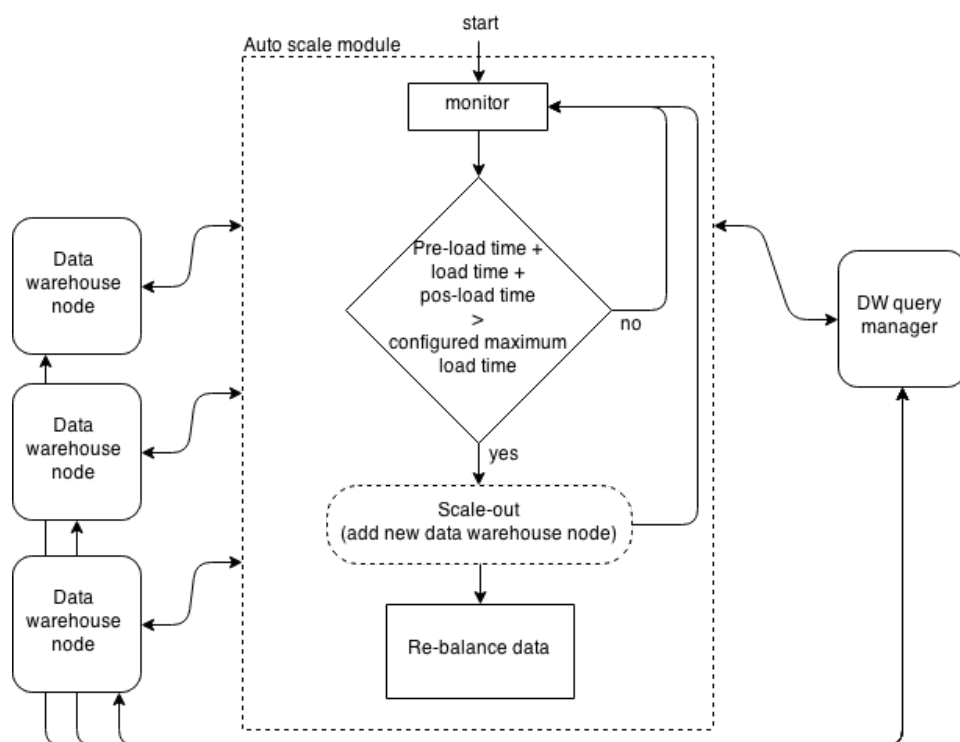 start
Auto scale module
monitor
Pre-load time +
load time +
pos-load time
>
configured maximum
load time
no
yes
Scale-out
(add new data warehouse node)
Re-balance data
Data
warehouse
node
Data
warehouse
node
Data
warehouse
node
DW query
manager